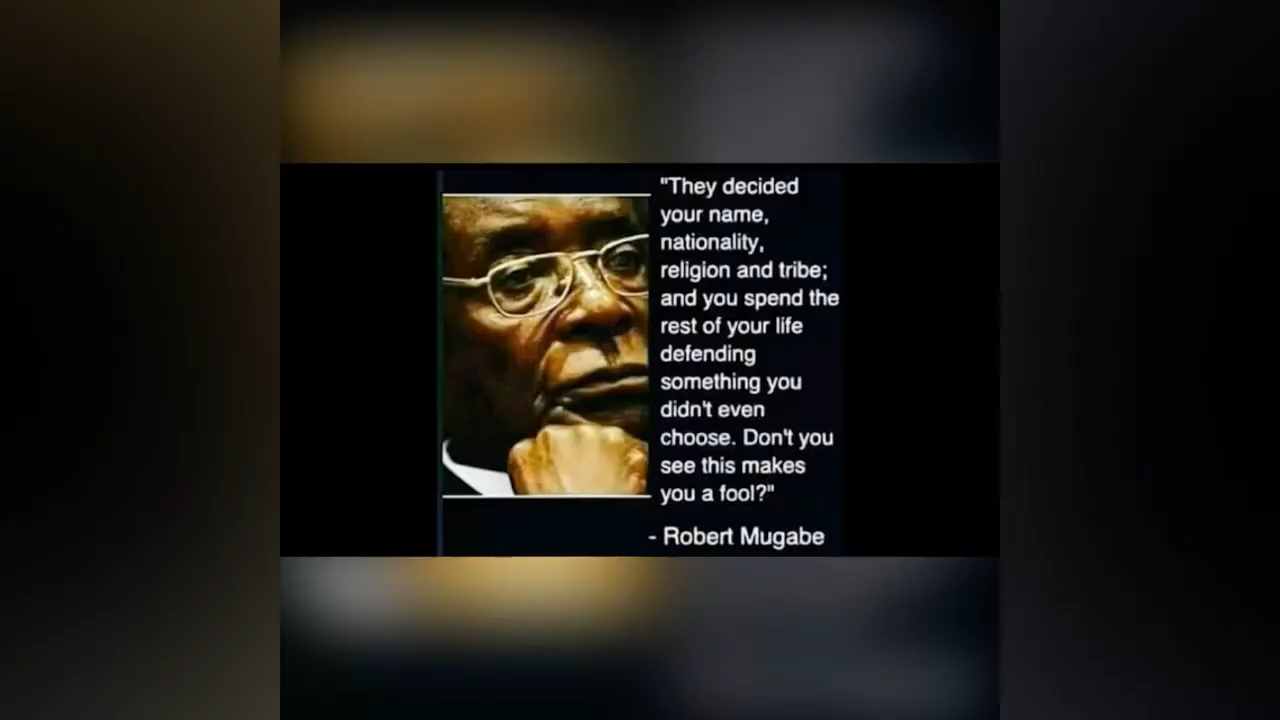 "They decided
your name,
nationality,
religion and tribe;
and you spend the
rest of your life
defending
something you
didn't even
choose. Don't you
see this makes
you a fool?"
- Robert Mugabe